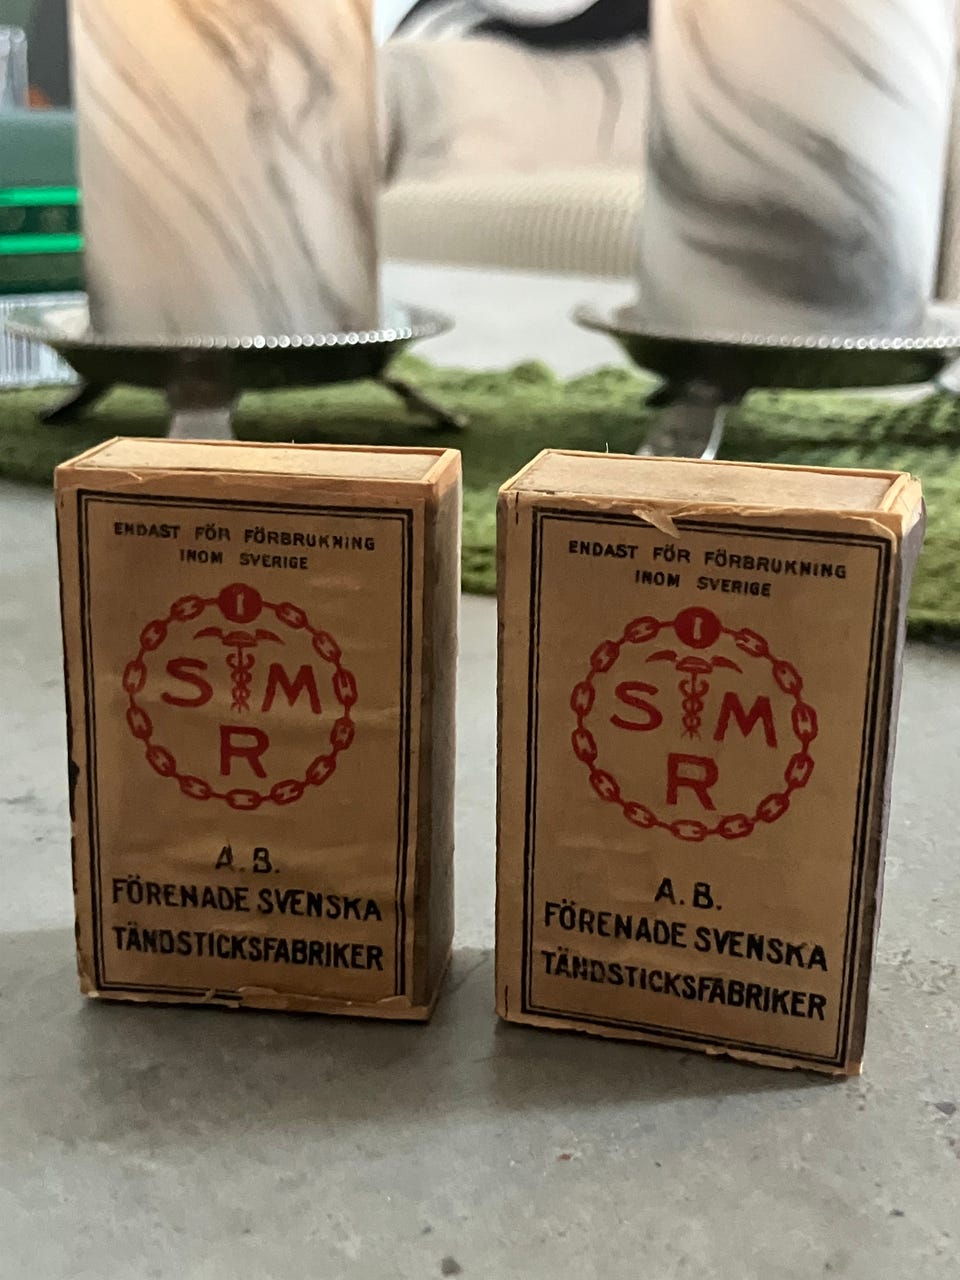 ENDAST FÖR FÖRBRUKNING
INOM SVERIGE
I
S M
R
A. B.
FÖRENADE SVENSKA
TÄNDSTICKSFABRIKER
ENDAST FÖR FÖRBRUKNING
INOM SVERIGE
I
S M
R
A. B.
FÖRENADE SVENSKA
TÄNDSTICKSFABRIKER